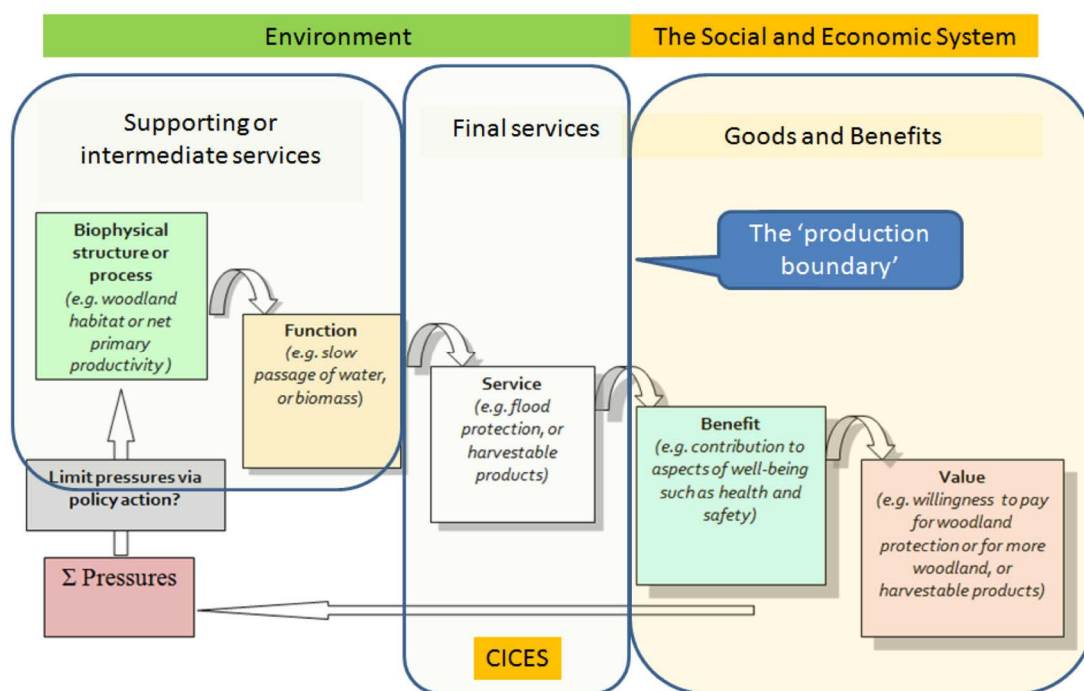 Environment
The Social and Economic System
Supporting or
intermediate services
Final services
Goods and Benefits
The ‘production
boundary’
Biophysical
structure or
process
(e.g. woodland
habitat or net
primary
productivity )
Function
(e.g. slow
passage of water,
or biomass)
Service
(e.g. flood
protection, or
harvestable
products)
Benefit
(e.g. contribution to
aspects of well-being
such as health and
safety)
Value
(e.g. willingness to pay
for woodland
protection or for more
woodland, or
harvestable products)
Limit pressures via
policy action?
Σ Pressures
CICES